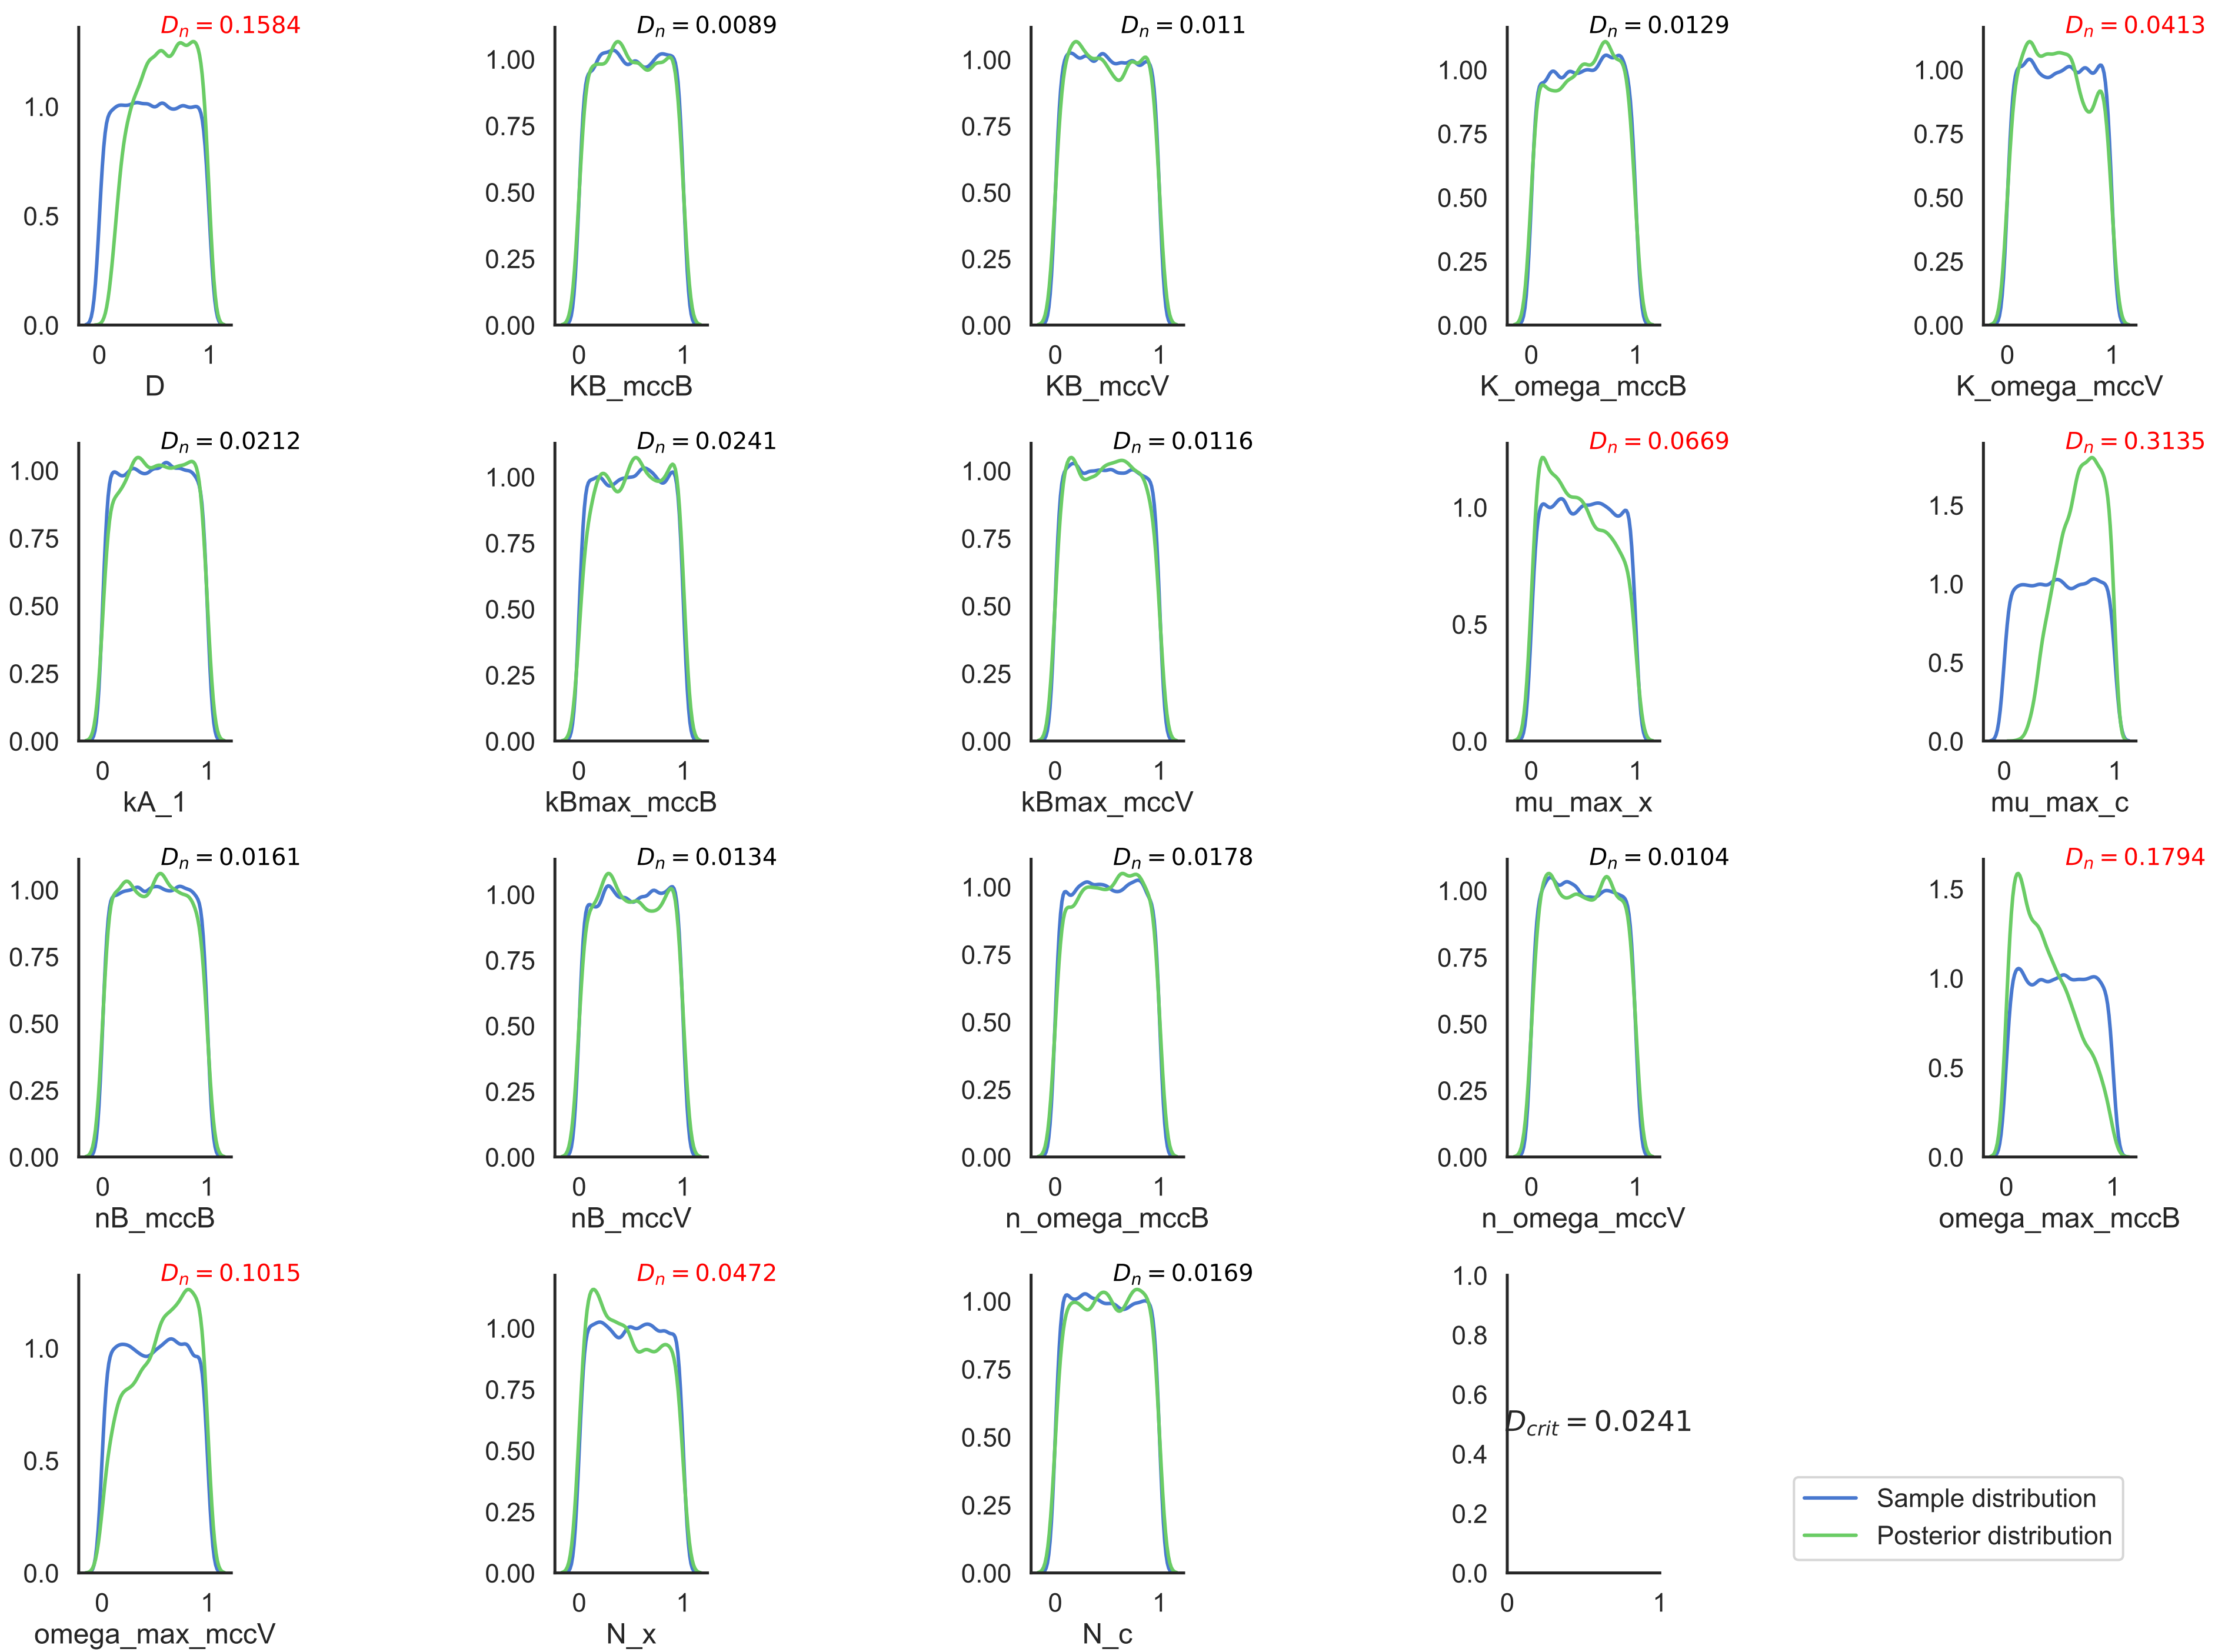 D_n = 0.1584
D_n = 0.0089
D_n = 0.011
D_n = 0.0129
D_n = 0.0413
1.0
0.5
0.0
0 1
D
1.00
0.75
0.50
0.25
0.00
0 1
KB_mccB
1.00
0.75
0.50
0.25
0.00
0 1
KB_mccV
1.00
0.75
0.50
0.25
0.00
0 1
K_omega_mccB
1.00
0.75
0.50
0.25
0.00
0 1
K_omega_mccV
D_n = 0.0212
D_n = 0.0241
D_n = 0.0116
D_n = 0.0669
D_n = 0.3135
1.00
0.75
0.50
0.25
0.00
0 1
kA_1
1.00
0.75
0.50
0.25
0.00
0 1
kBmax_mccB
1.00
0.75
0.50
0.25
0.00
0 1
kBmax_mccV
1.0
0.5
0.0
0 1
mu_max_x
1.5
1.0
0.5
0.0
0 1
mu_max_c
D_n = 0.0161
D_n = 0.0134
D_n = 0.0178
D_n = 0.0104
D_n = 0.1794
1.00
0.75
0.50
0.25
0.00
0 1
nB_mccB
1.00
0.75
0.50
0.25
0.00
0 1
nB_mccV
1.00
0.75
0.50
0.25
0.00
0 1
n_omega_mccB
1.00
0.75
0.50
0.25
0.00
0 1
n_omega_mccV
1.5
1.0
0.5
0.0
0 1
omega_max_mccB
D_n = 0.1015
D_n = 0.0472
D_n = 0.0169
1.0
0.5
0.0
0 1
omega_max_mccV
1.00
0.75
0.50
0.25
0.00
0 1
N_x
1.00
0.75
0.50
0.25
0.00
0 1
N_c
1.0
0.8
0.6
0.4
0.2
0.0
0 1
D_crit = 0.0241
Sample distribution
Posterior distribution